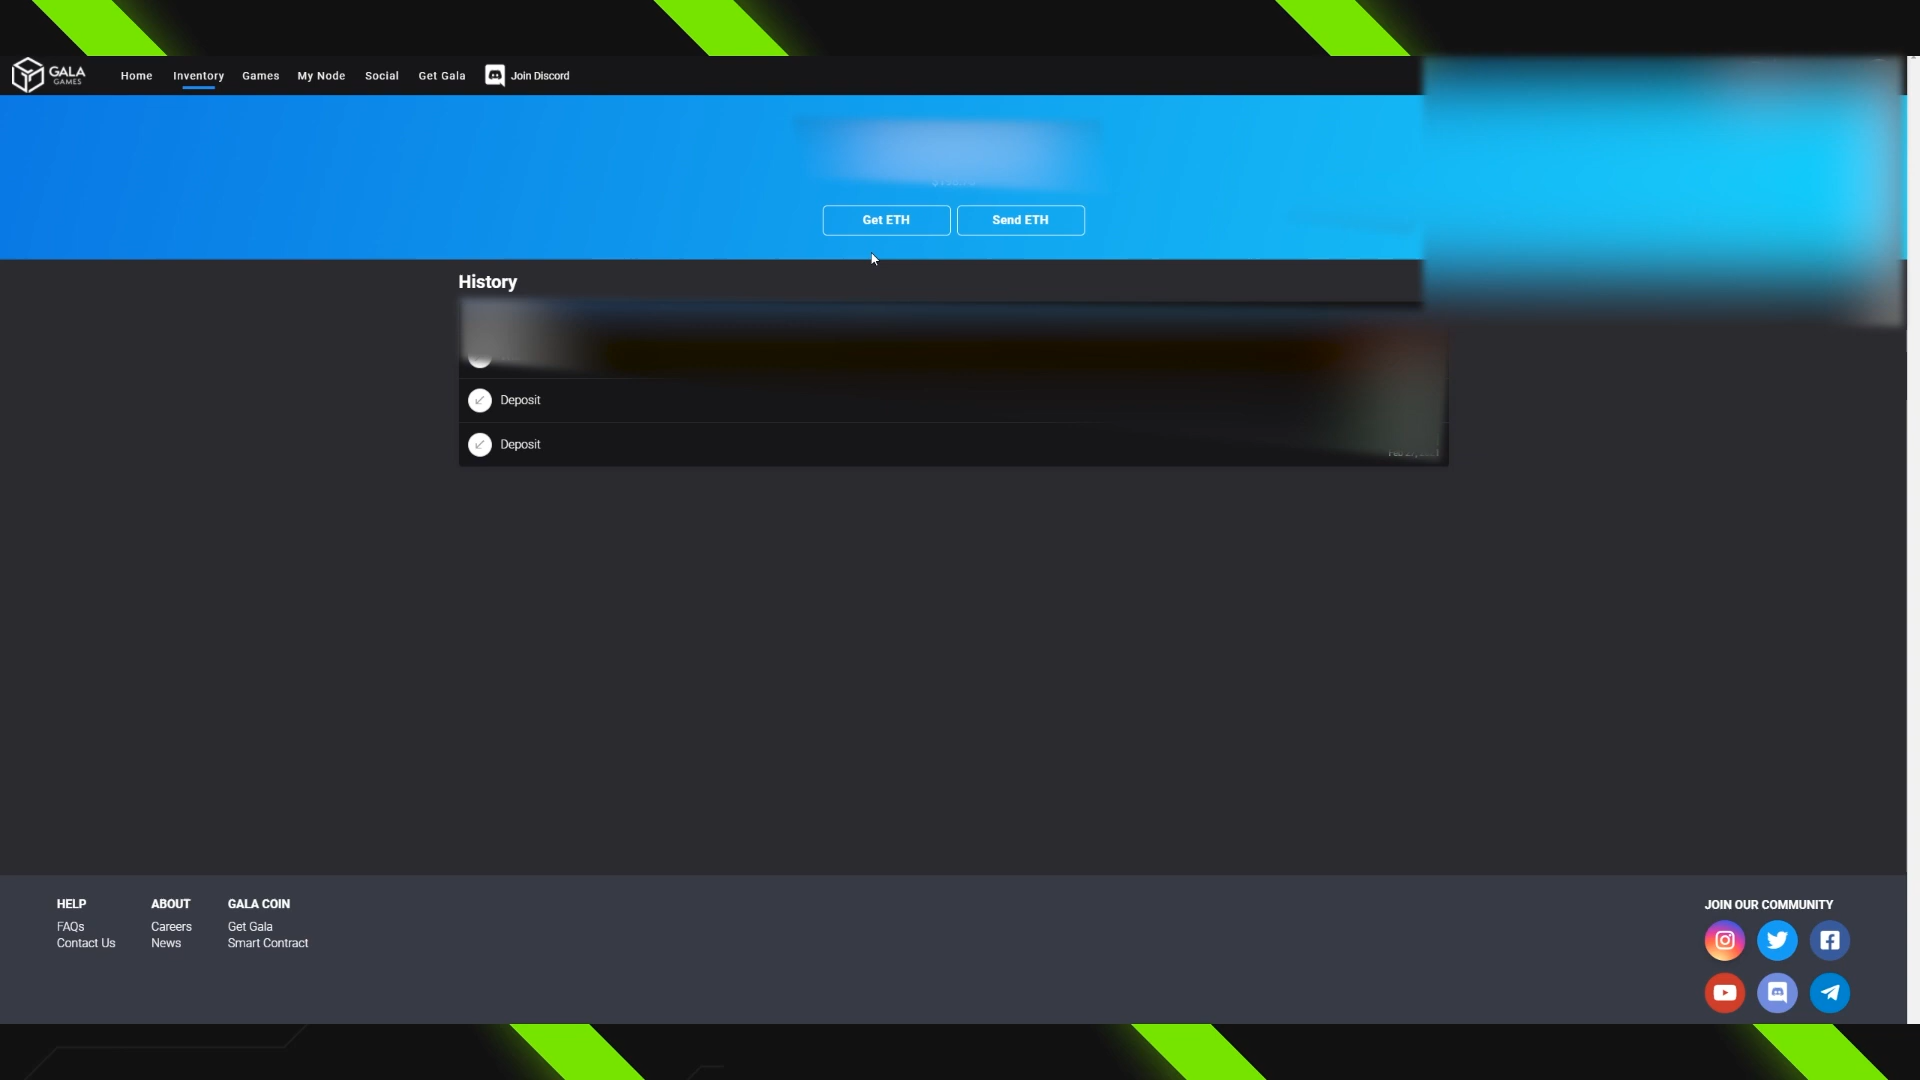 GALA
GAMES
Home Inventory Games My Node Social Get Gala Join Discord
Get ETH Send ETH
History
Deposit
Deposit
HELP ABOUT GALA COIN
FAQs Careers Get Gala
Contact Us News Smart Contract
JOIN OUR COMMUNITY